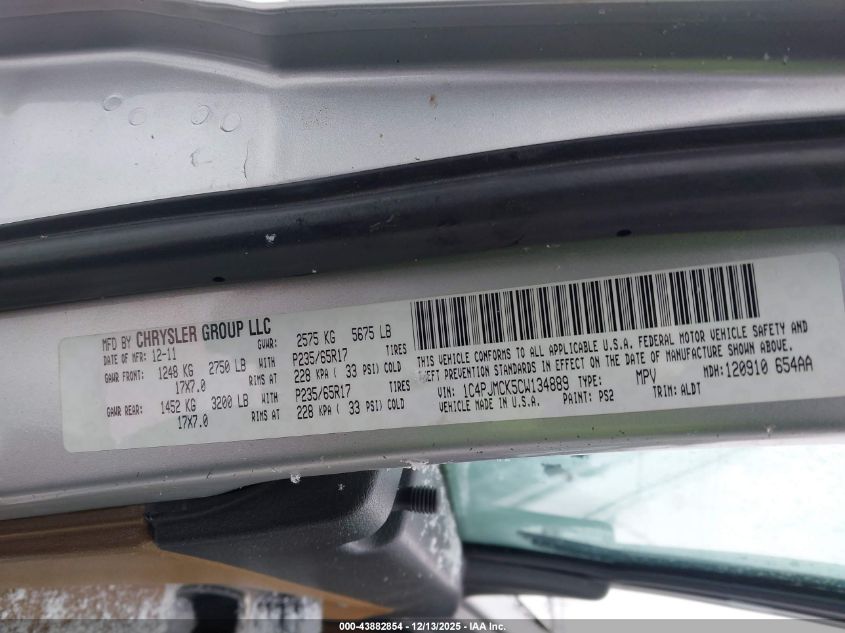 MFD BY CHRYSLER GROUP LLC
DATE OF MFR: 12-11 GVWR: 2575 KG 5675 LB
GAWR FRONT: 1248 KG 2750 LB WITH P235/65R17 TIRES
17X7.0 RIMS AT 228 KPA ( 33 PSI) COLD
GAWR REAR: 1452 KG 3200 LB WITH P235/65R17 TIRES
17X7.0 RIMS AT 228 KPA ( 33 PSI) COLD
THIS VEHICLE CONFORMS TO ALL APPLICABLE U.S.A. FEDERAL MOTOR VEHICLE SAFETY AND
THEFT PREVENTION STANDARDS IN EFFECT ON THE DATE OF MANUFACTURE SHOWN ABOVE.
VIN: 1C4PJMCK5CW134889 TYPE: MPV MDH:120910 654AA
VEHICLE MADE IN U.S.A. PAINT: PS2 TRIM: ALDT
000-43882854 - 12/13/2025 - IAA Inc.